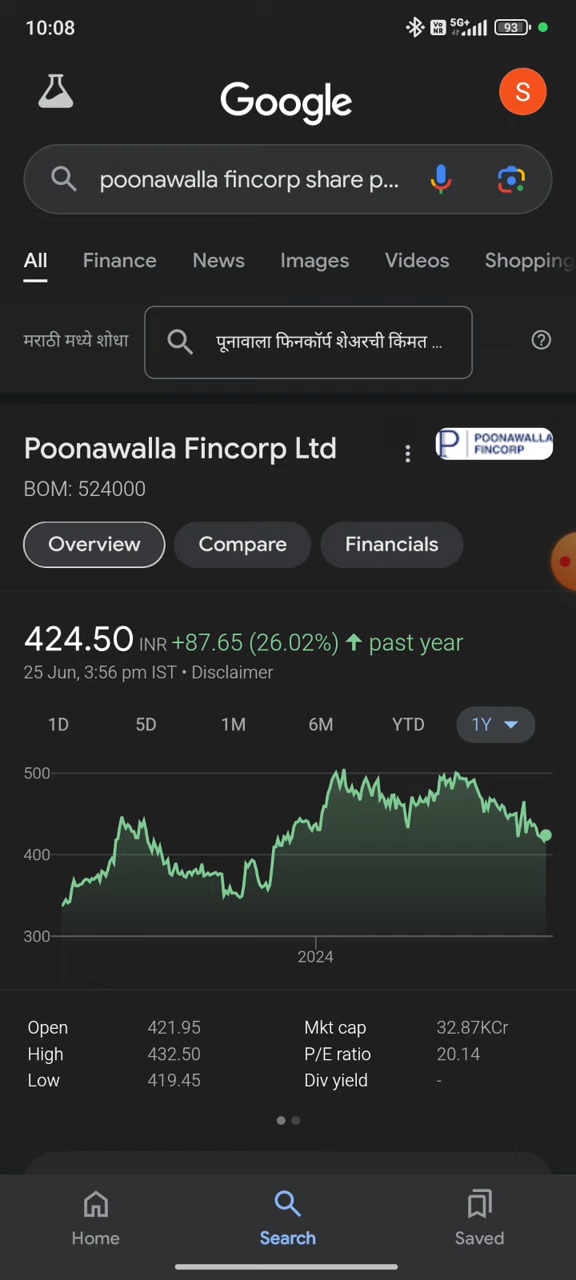 10:08
Vo NR 5G+ 93
Google
S
poonawalla fincorp share p...
All Finance News Images Videos Shopping
मराठी मध्ये शोधा पूनावाला फिनकॉर्प शेअरची किंमत ...
Poonawalla Fincorp Ltd
POONAWALLA
FINCORP
BOM: 524000
Overview Compare Financials
424.50 INR +87.65 (26.02%) ↑ past year
25 Jun, 3:56 pm IST • Disclaimer
1D 5D 1M 6M YTD 1Y
500
400
300
2024
Open 421.95 Mkt cap 32.87KCr
High 432.50 P/E ratio 20.14
Low 419.45 Div yield -
Home Search Saved